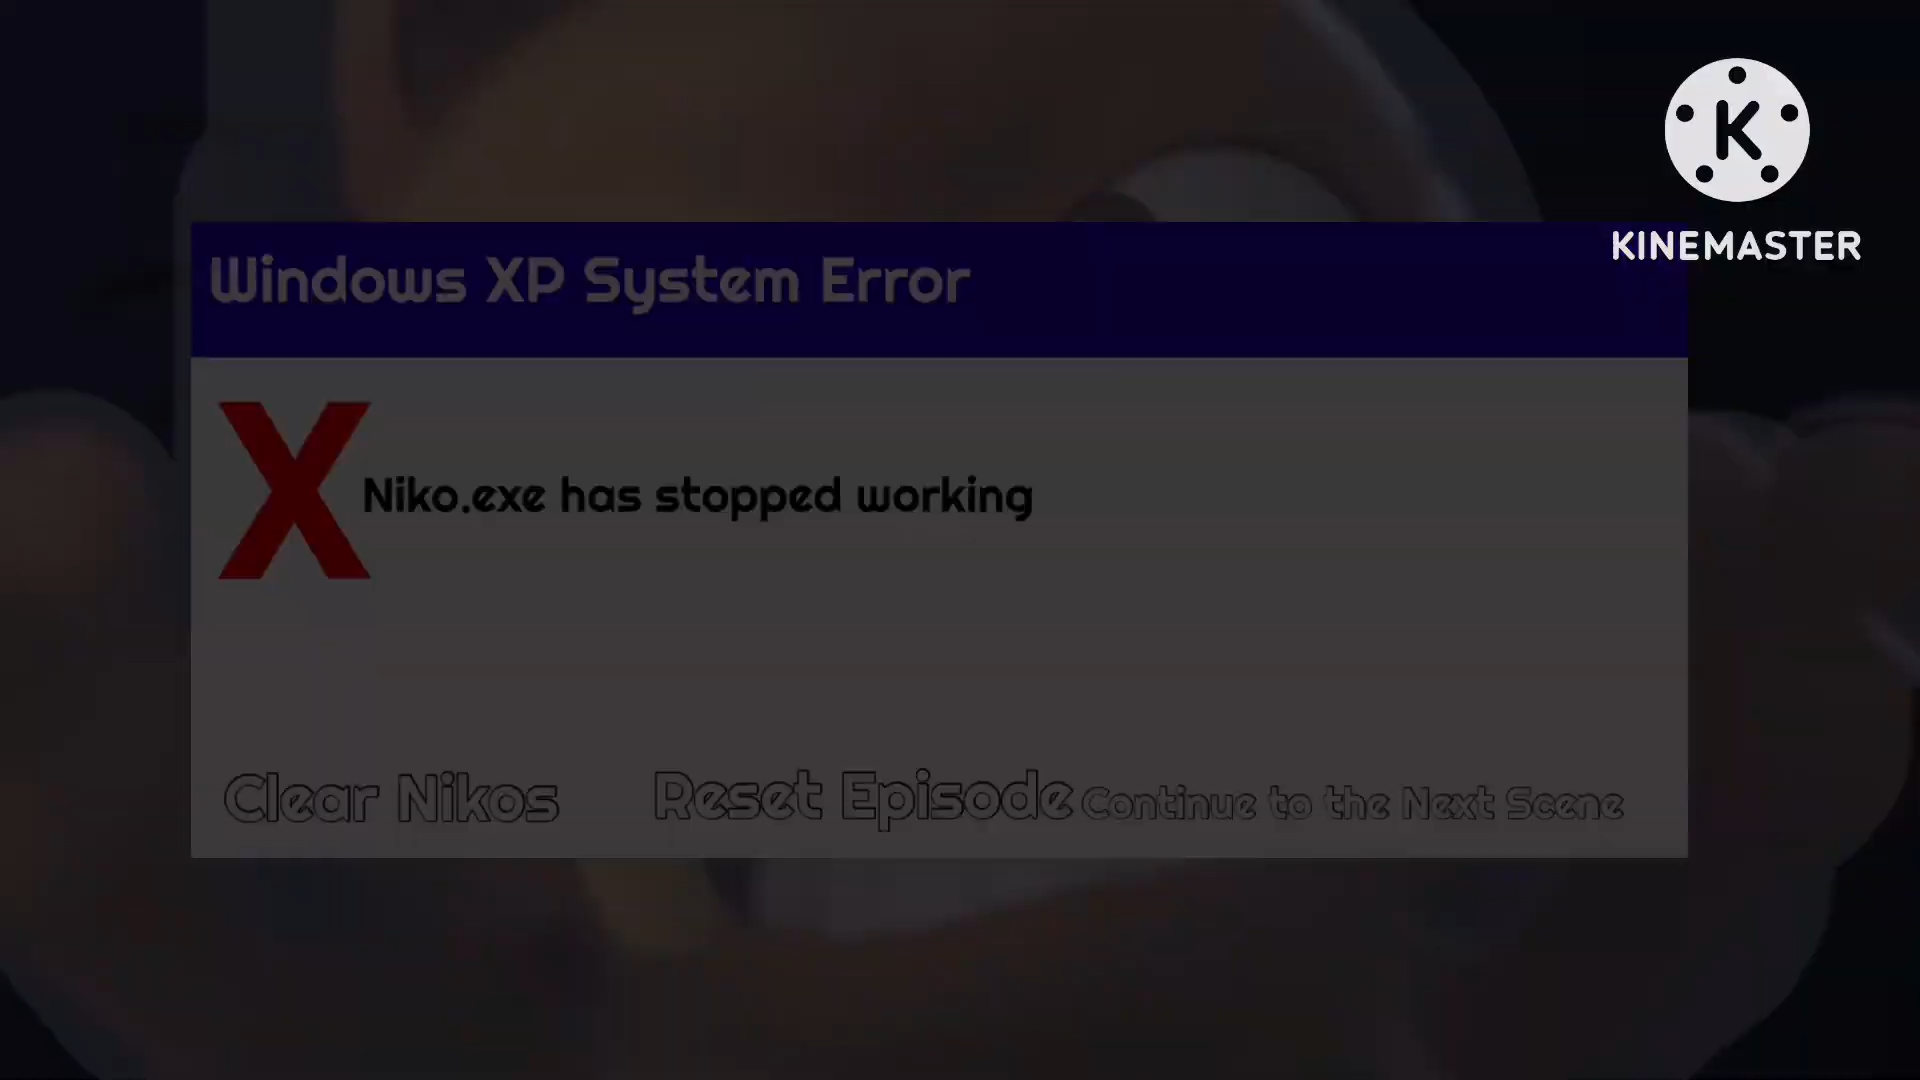 K
KINEMASTER
Windows XP System Error
X
Niko.exe has stopped working
Clear Nikos
Reset Episode
Continue to the Next Scene